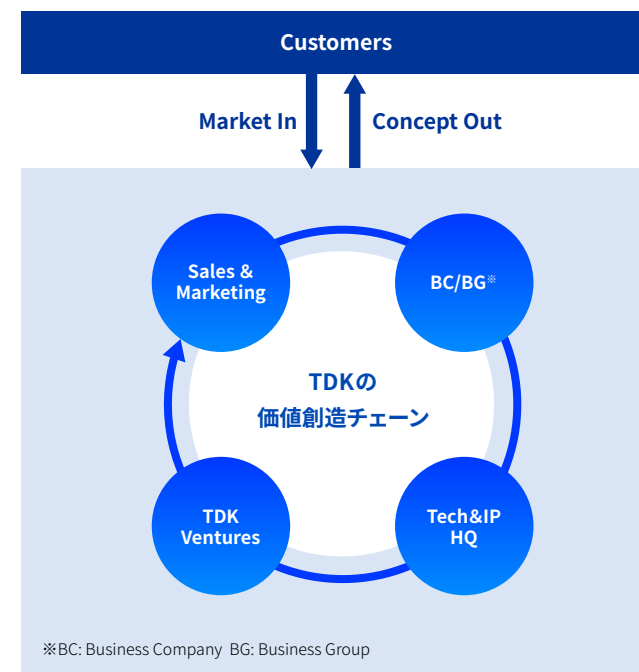 Customers
Market In
Concept Out
Sales &
Marketing
BC/BG※
TDKの
価値創造チェーン
TDK
Ventures
Tech&IP
HQ
※BC: Business Company  BG: Business Group